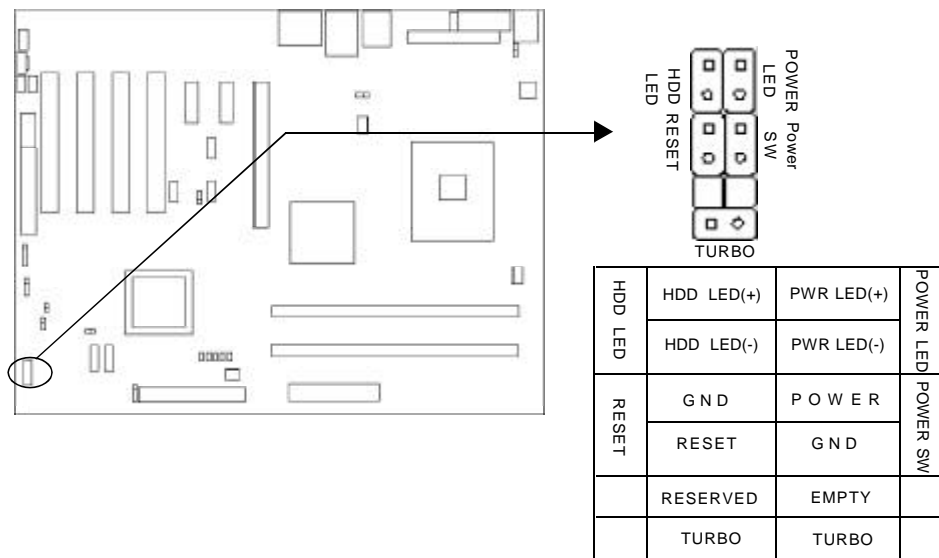 HDD LED
RESET
POWER LED
Power SW
TURBO
HDD LED
HDD LED(+)
PWR LED(+)
POWER LED
HDD LED(-)
PWR LED(-)
RESET
GND
POWER
POWER SW
RESET
GND
RESERVED
EMPTY
TURBO
TURBO